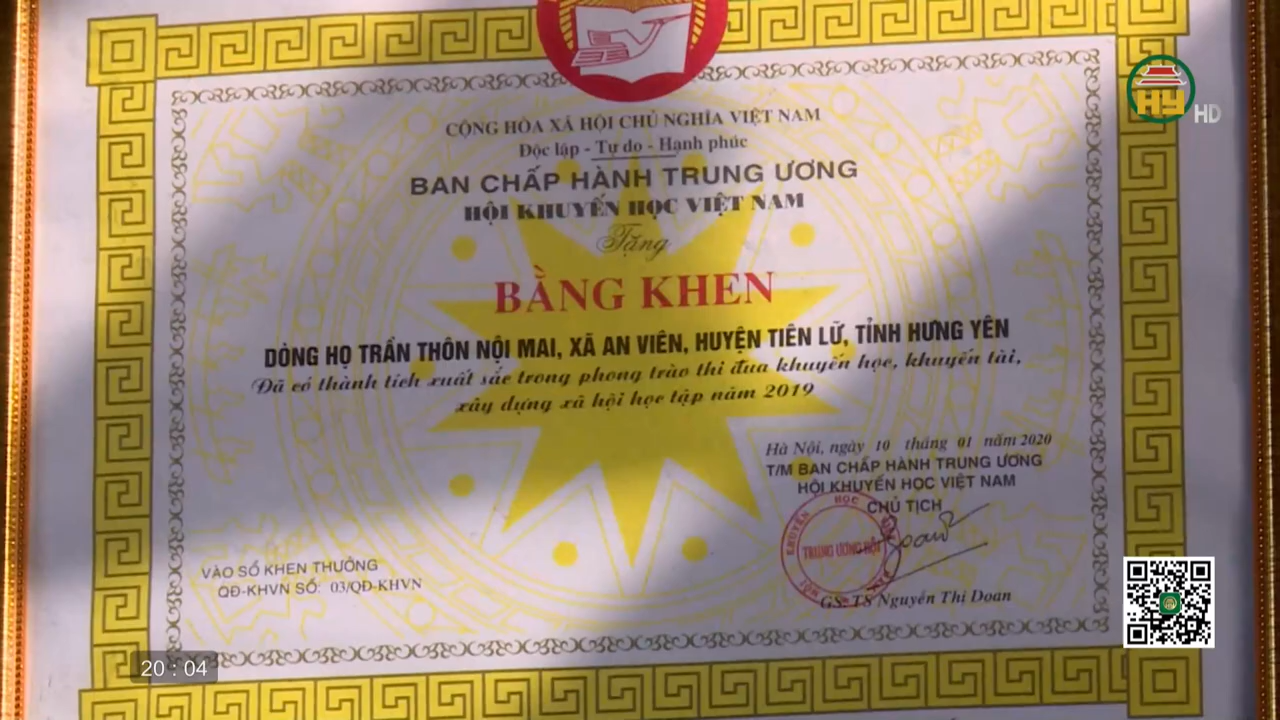 HY HD
CỘNG HÒA XÃ HỘI CHỦ NGHĨA VIỆT NAM
Độc lập - Tự do - Hạnh phúc
BAN CHẤP HÀNH TRUNG ƯƠNG
HỘI KHUYẾN HỌC VIỆT NAM
Tặng
BẰNG KHEN
DÒNG HỌ TRẦN THÔN NỘI MAI, XÃ AN VIÊN, HUYỆN TIÊN LỮ, TỈNH HƯNG YÊN
Đã có thành tích xuất sắc trong phong trào thi đua khuyến học, khuyến tài,
xây dựng xã hội học tập năm 2019
Hà Nội, ngày 10 tháng 01 năm 2020
T/M BAN CHẤP HÀNH TRUNG ƯƠNG
HỘI KHUYẾN HỌC VIỆT NAM
CHỦ TỊCH
KHUYẾN HỌC
TRUNG ƯƠNG HỘI
GS. TS Nguyễn Thị Doan
VÀO SỔ KHEN THƯỞNG
QĐ-KHVN SỐ: 03/QĐ-KHVN
20 : 04